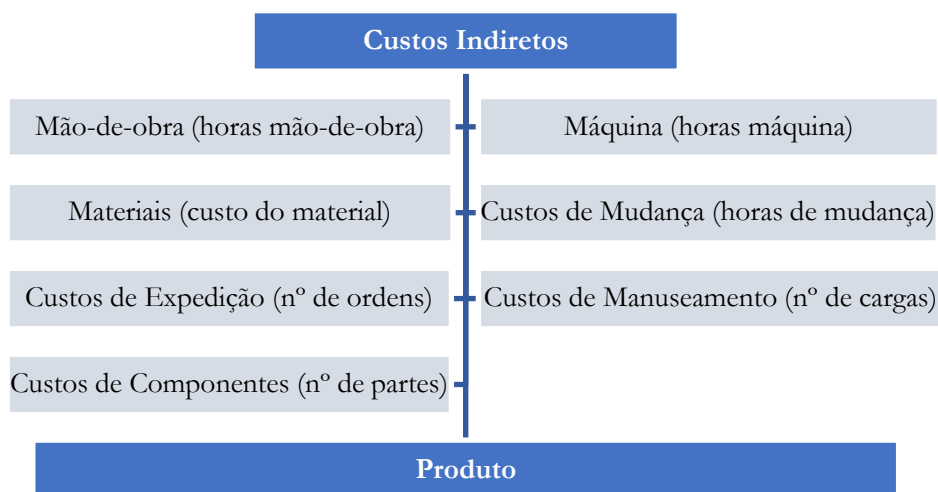 Custos Indiretos
Mão-de-obra (horas mão-de-obra)
Máquina (horas máquina)
Materiais (custo do material)
Custos de Mudança (horas de mudança)
Custos de Expedição (nº de ordens)
Custos de Manuseamento (nº de cargas)
Custos de Componentes (nº de partes)
Produto